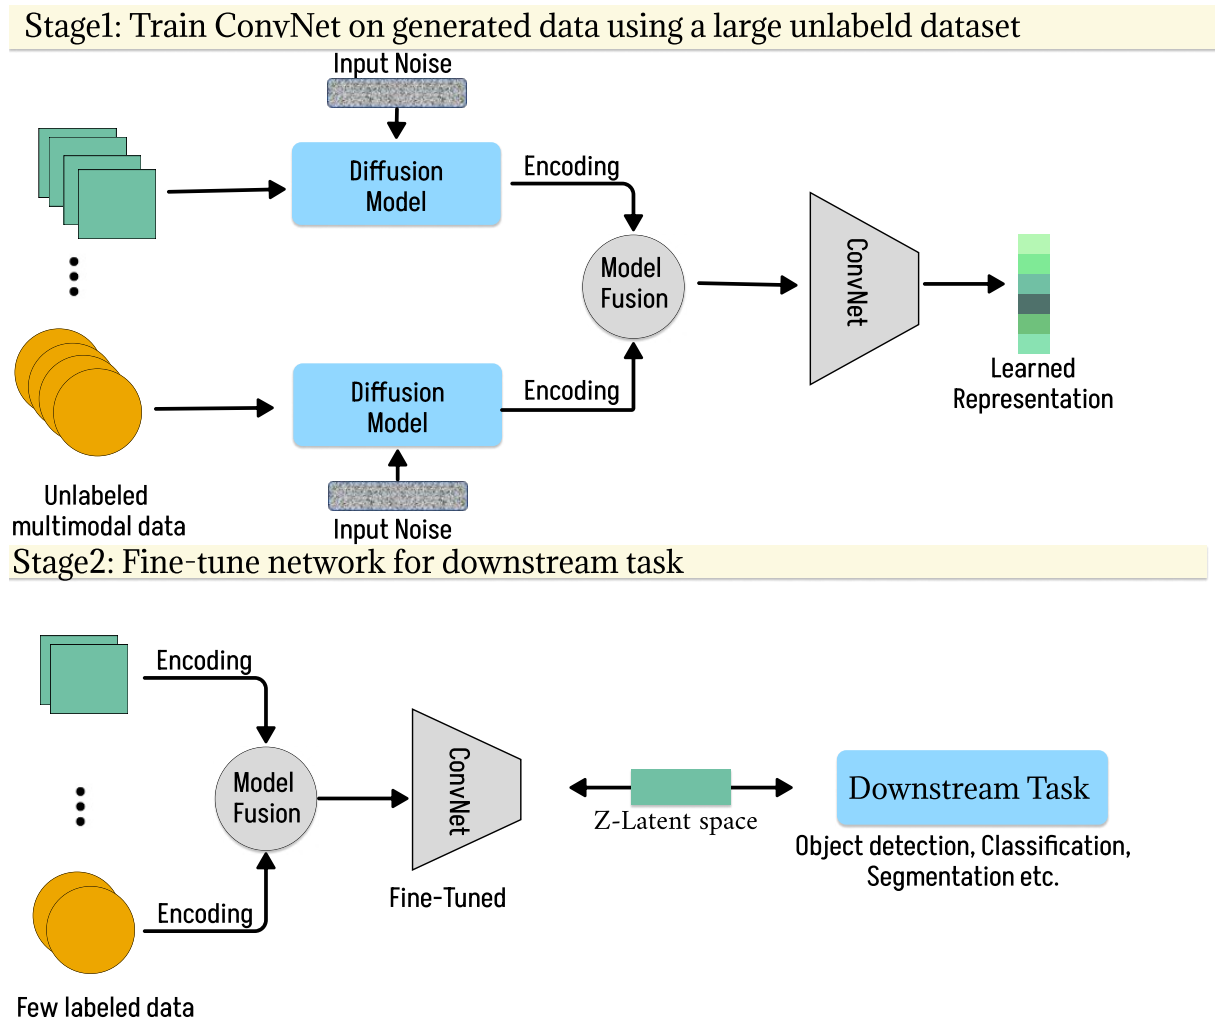 Stage1: Train ConvNet on generated data using a large unlabeld dataset
Input Noise
Diffusion
Model
Encoding
Model
Fusion
ConvNet
Learned
Representation
Diffusion
Model
Encoding
Input Noise
Unlabeled
multimodal data
Stage2: Fine-tune network for downstream task
Encoding
Model
Fusion
ConvNet
Fine-Tuned
Z-Latent space
Downstream Task
Object detection, Classification,
Segmentation etc.
Encoding
Few labeled data